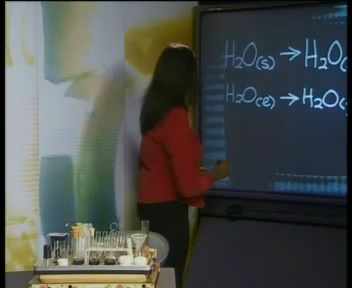 H₂O(s) → H₂O(
H₂O(e) → H₂O(